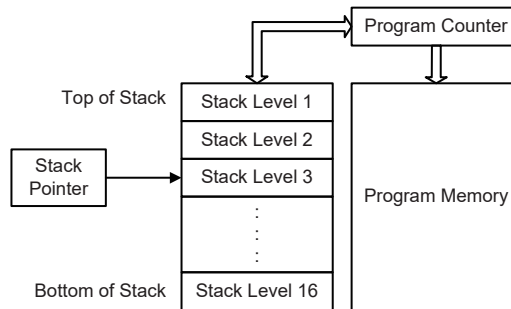 Program Counter
Top of Stack
Stack Level 1
Stack Level 2
Stack
Pointer
Stack Level 3
Program Memory
Bottom of Stack
Stack Level 16